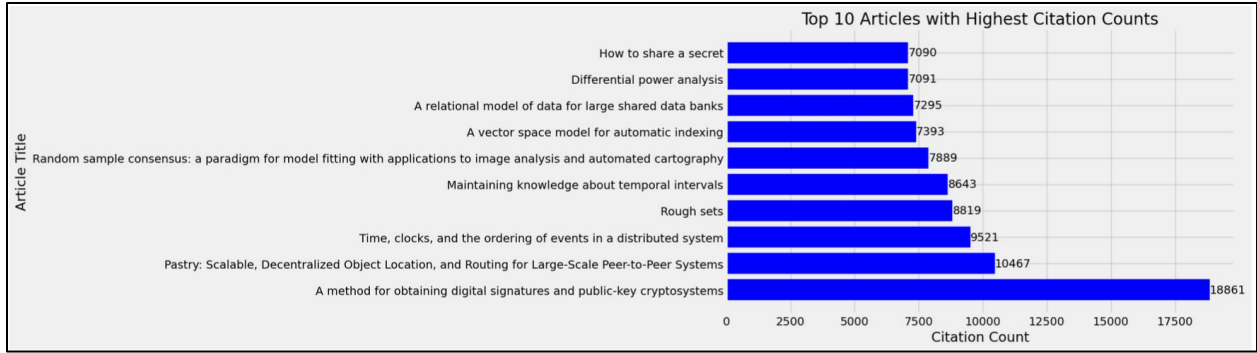 Top 10 Articles with Highest Citation Counts
How to share a secret 7090
Differential power analysis 7091
A relational model of data for large shared data banks 7295
A vector space model for automatic indexing 7393
Random sample consensus: a paradigm for model fitting with applications to image analysis and automated cartography 7889
Maintaining knowledge about temporal intervals 8643
Rough sets 8819
Time, clocks, and the ordering of events in a distributed system 9521
Pastry: Scalable, Decentralized Object Location, and Routing for Large-Scale Peer-to-Peer Systems 10467
A method for obtaining digital signatures and public-key cryptosystems 18861
Article Title
0 2500 5000 7500 10000 12500 15000 17500
Citation Count